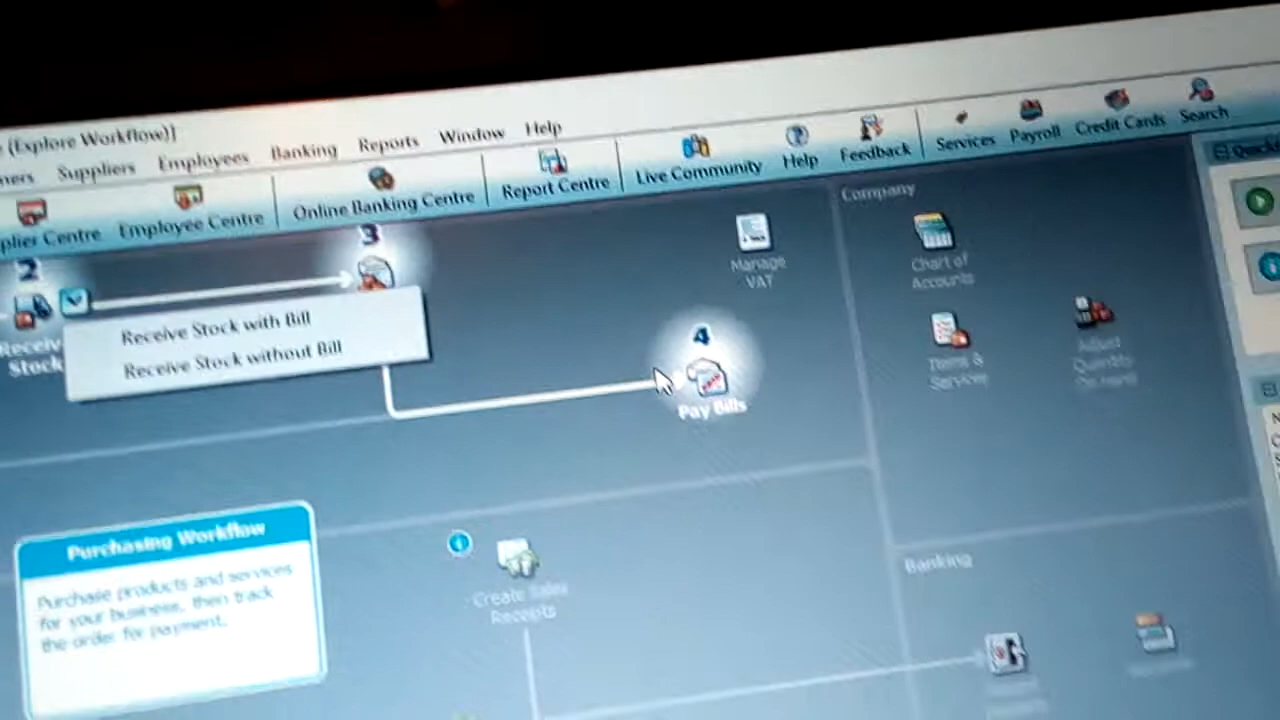 (Explore Workflow)]
Suppliers Employees Banking Reports Window Help
Employee Centre Online Banking Centre Report Centre Live Community Help Feedback Services Payroll Credit Cards Search
2
3
Receive Stock with Bill
Receive Stock without Bill
Stock
Manage
VAT
4
Pay Bills
Company
Chart of
Accounts
Items &
Services
Adjust
Quantity
Purchasing Workflow
Purchase products and services
for your business, then track
the order for payment.
Create Sales
Receipts
Banking